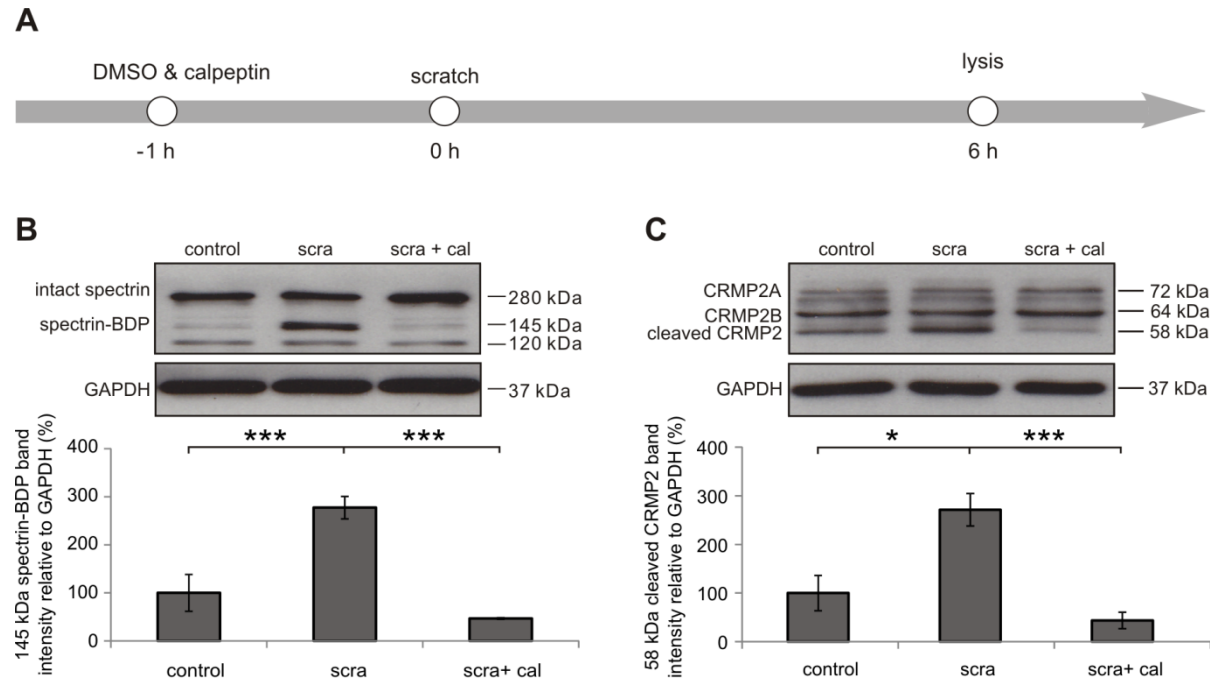 A
DMSO & calpeptin
scratch
lysis
-1 h
0 h
6 h
B
control scra scra + cal
intact spectrin
280 kDa
spectrin-BDP
145 kDa
120 kDa
GAPDH
37 kDa
145 kDa spectrin-BDP band
intensity relative to GAPDH (%)
*** ***
400
300
200
100
0
control scra scra+ cal
C
control scra scra + cal
CRMP2A
72 kDa
CRMP2B
64 kDa
cleaved CRMP2
58 kDa
GAPDH
37 kDa
58 kDa cleaved CRMP2 band
intensity relative to GAPDH (%)
* ***
400
300
200
100
0
control scra scra+ cal